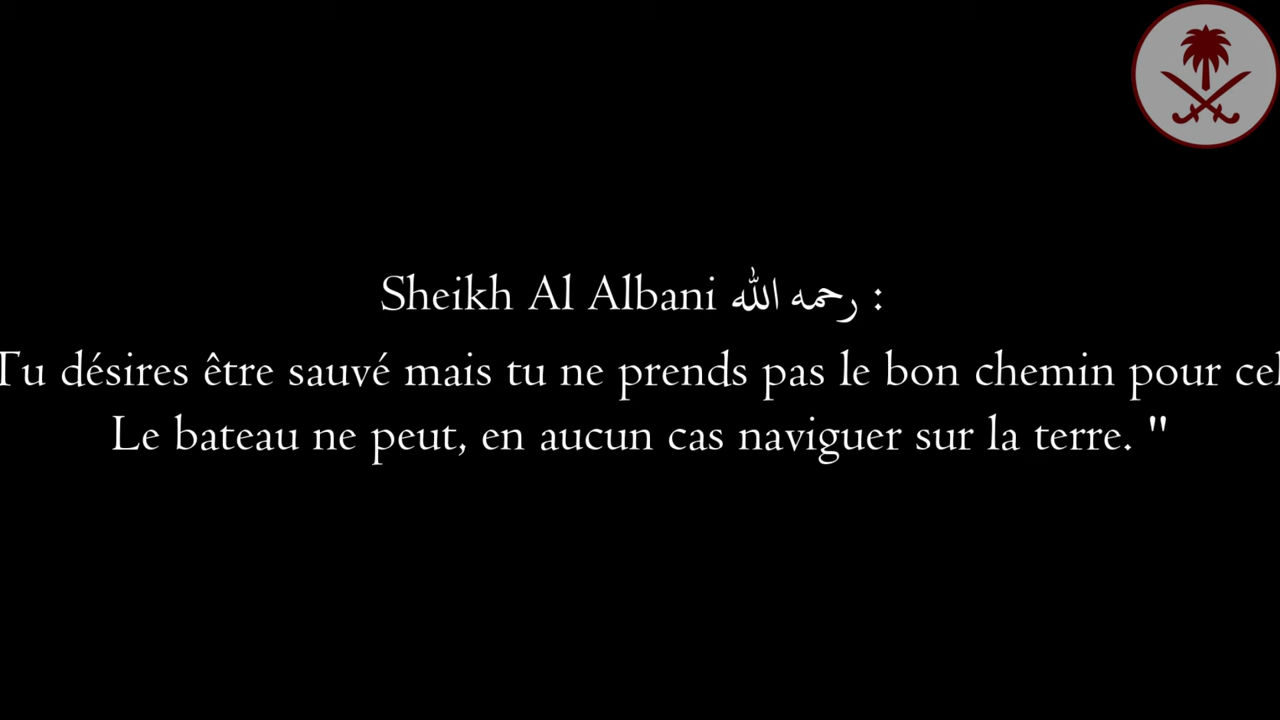 Sheikh Al Albani رحمه الله :
Tu désires être sauvé mais tu ne prends pas le bon chemin pour
Le bateau ne peut, en aucun cas naviguer sur la terre. "